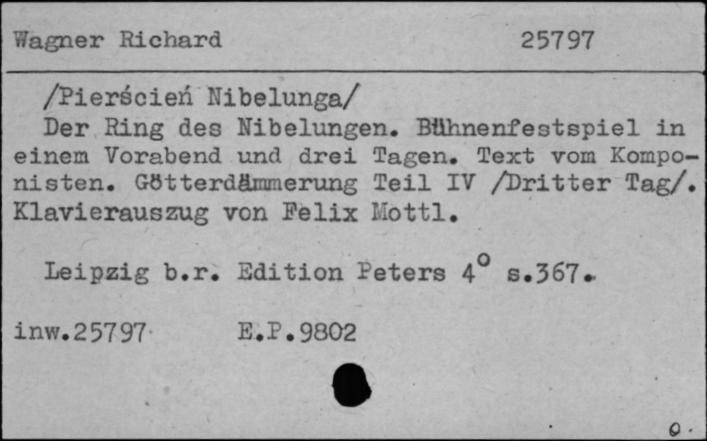 Wagner Richard 25797
/Pierścień Nibelunga/
Der Ring des Nibelungen. Bühnenfestspiel in
einem Vorabend und drei Tagen. Text vom Kompo-
nisten. Götterdämmerung Teil IV /Dritter Tag/.
Klavierauszug von Felix Mottl.
Leipzig b.r. Edition Peters 4° s.367.
inw.25797 E.P.9802